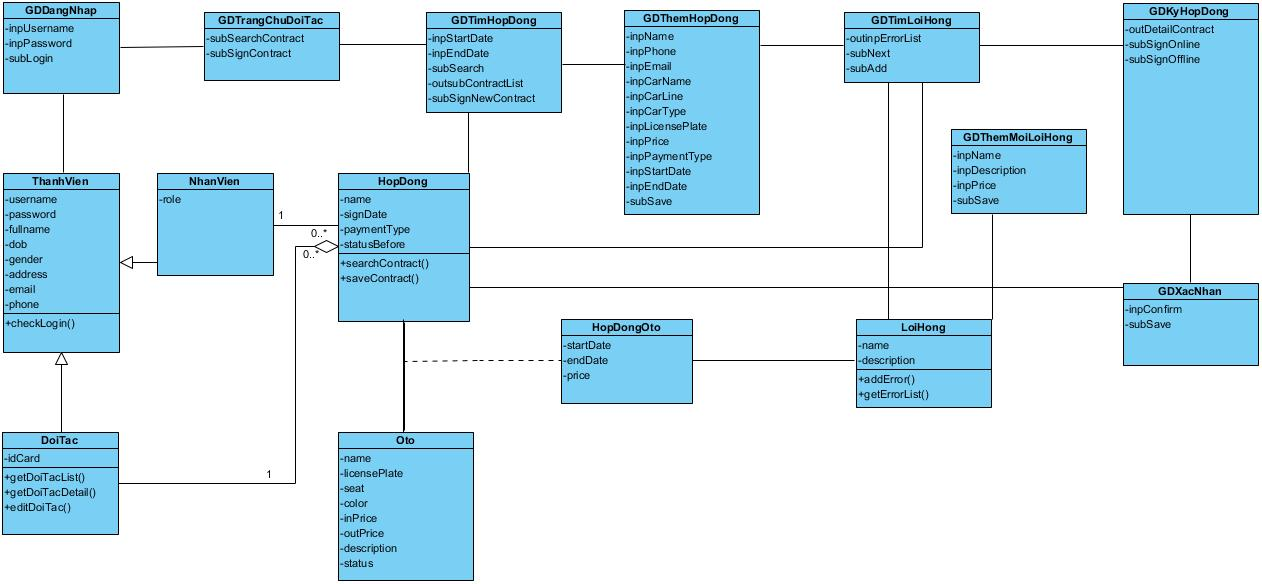 GDDangNhap
-inpUsername
-inpPassword
-subLogin
GDTrangChuDoiTac
-subSearchContract
-subSignContract
GDTimHopDong
-inpStartDate
-inpEndDate
-subSearch
-outsubContractList
-subSignNewContract
GDThemHopDong
-inpName
-inpPhone
-inpEmail
-inpCarName
-inpCarLine
-inpCarType
-inpLicensePlate
-inpPrice
-inpPaymentType
-inpStartDate
-inpEndDate
-subSave
GDTimLoiHong
-outinpErrorList
-subNext
-subAdd
GDKyHopDong
-outDetailContract
-subSignOnline
-subSignOffline
GDThemMoiLoiHong
-inpName
-inpDescription
-inpPrice
-subSave
ThanhVien
-username
-password
-fullname
-dob
-gender
-address
-email
-phone
+checkLogin()
NhanVien
-role
1
0..*
0..*
HopDong
-name
-signDate
-paymentType
-statusBefore
+searchContract()
+saveContract()
GDXacNhan
-inpConfirm
-subSave
HopDongOto
-startDate
-endDate
-price
LoiHong
-name
-description
+addError()
+getErrorList()
DoiTac
-idCard
+getDoiTacList()
+getDoiTacDetail()
+editDoiTac()
1
Oto
-name
-licensePlate
-seat
-color
-inPrice
-outPrice
-description
-status